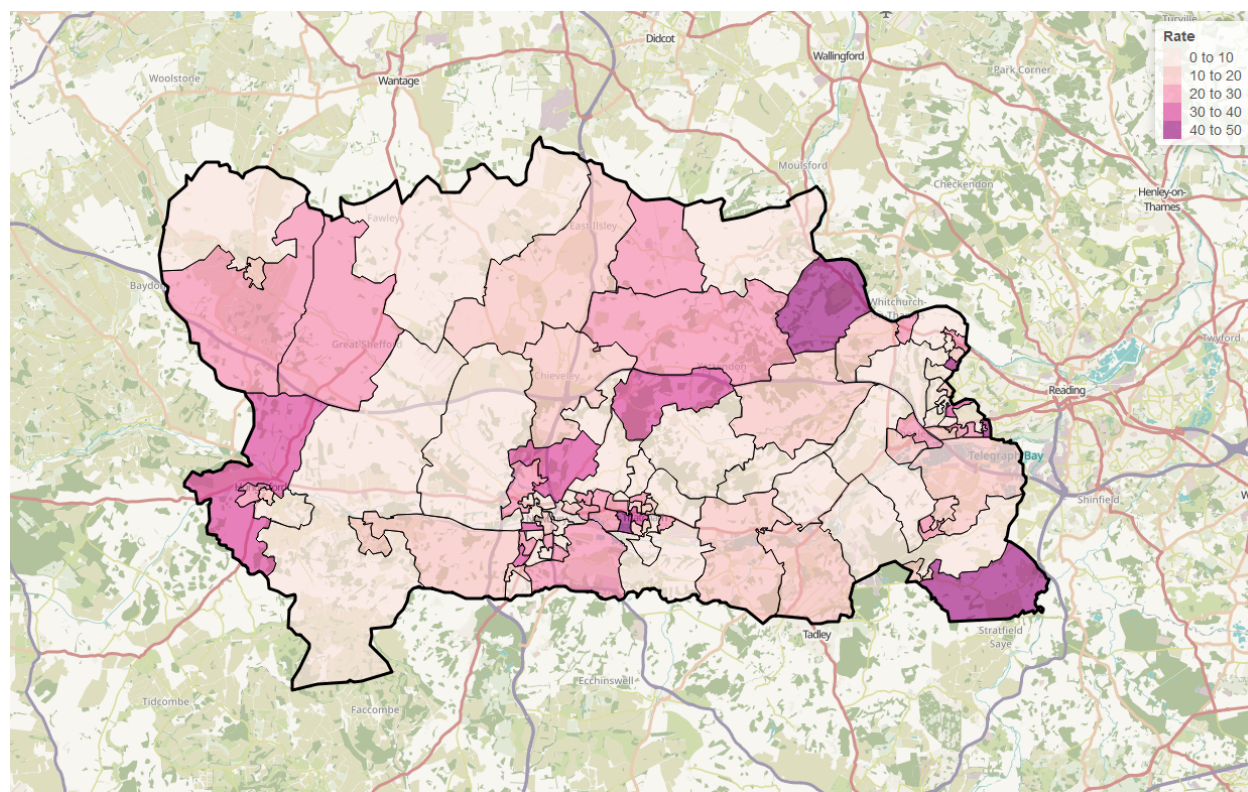 Turville
Didcot
Wallingford
Park Corner
Woolstone
Wantage
Moulsford
Checkendon
Henley-on-
Thames
Fawley
East Ilsley
Baydon
Whitchurch-
Twyford
Great Shefford
Chieveley
Reading
Telegraph Bay
Shinfield
W
Tadley
Stratfield
Saye
Ecchinswell
Tidcombe
Faccombe
Rate
0 to 10
10 to 20
20 to 30
30 to 40
40 to 50